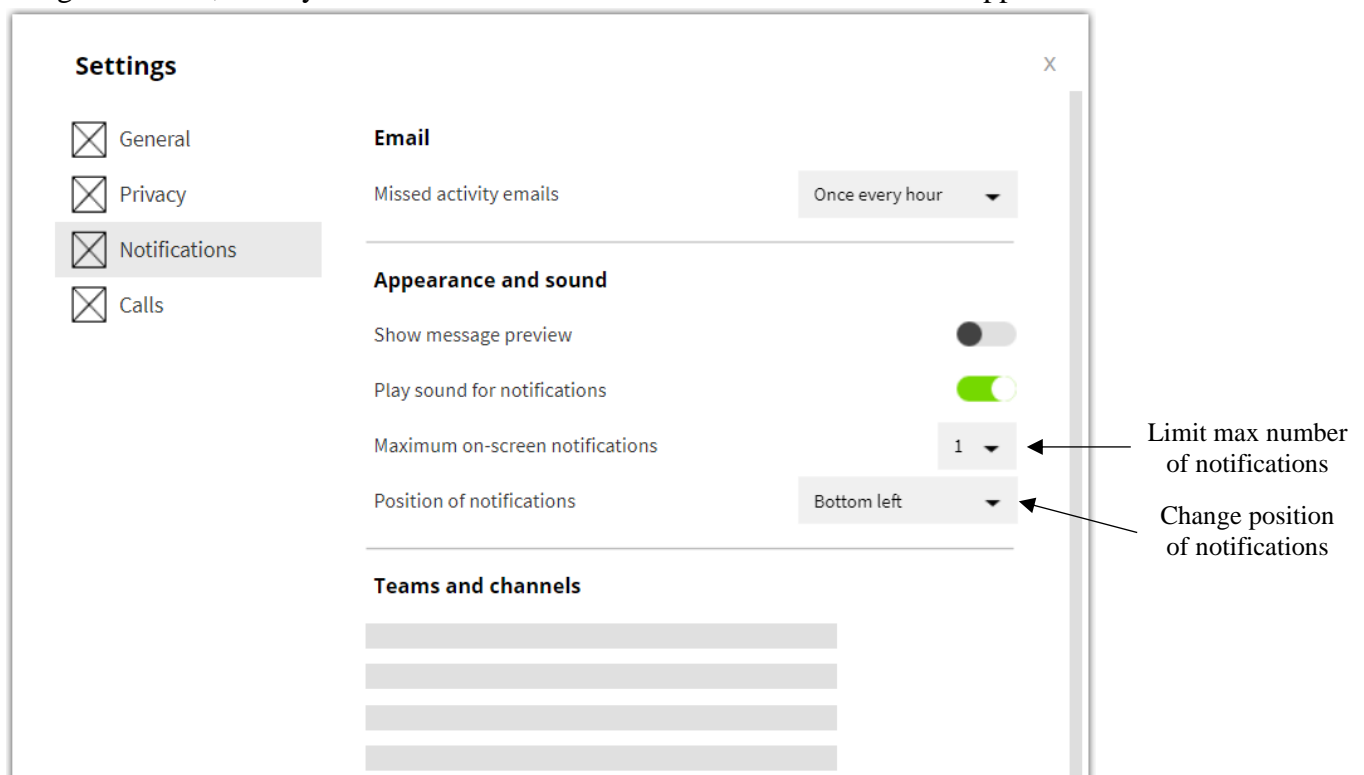 Settings
X
General
Privacy
Notifications
Calls
Email
Missed activity emails
Once every hour
Appearance and sound
Show message preview
Play sound for notifications
Maximum on-screen notifications
1
Position of notifications
Bottom left
Teams and channels
Limit max number
of notifications
Change position
of notifications